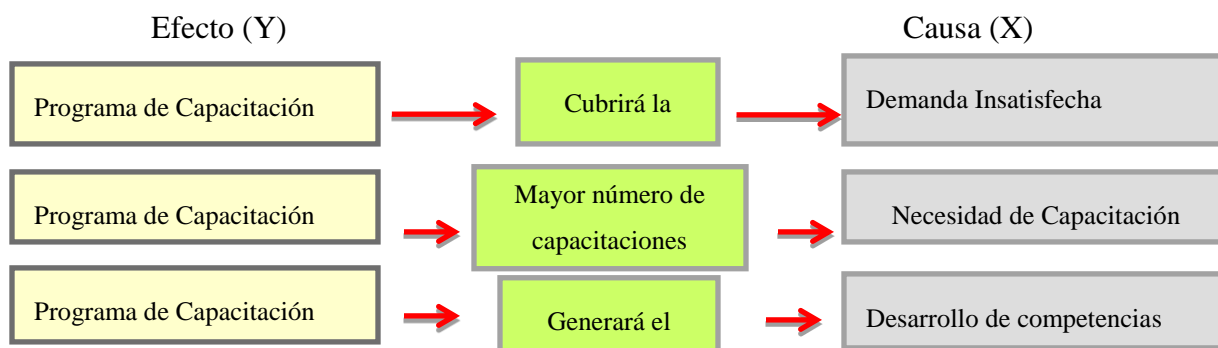 Efecto (Y) Causa (X)
Programa de Capacitación Cubrirá la Demanda Insatisfecha
Programa de Capacitación Mayor número de capacitaciones Necesidad de Capacitación
Programa de Capacitación Generará el Desarrollo de competencias